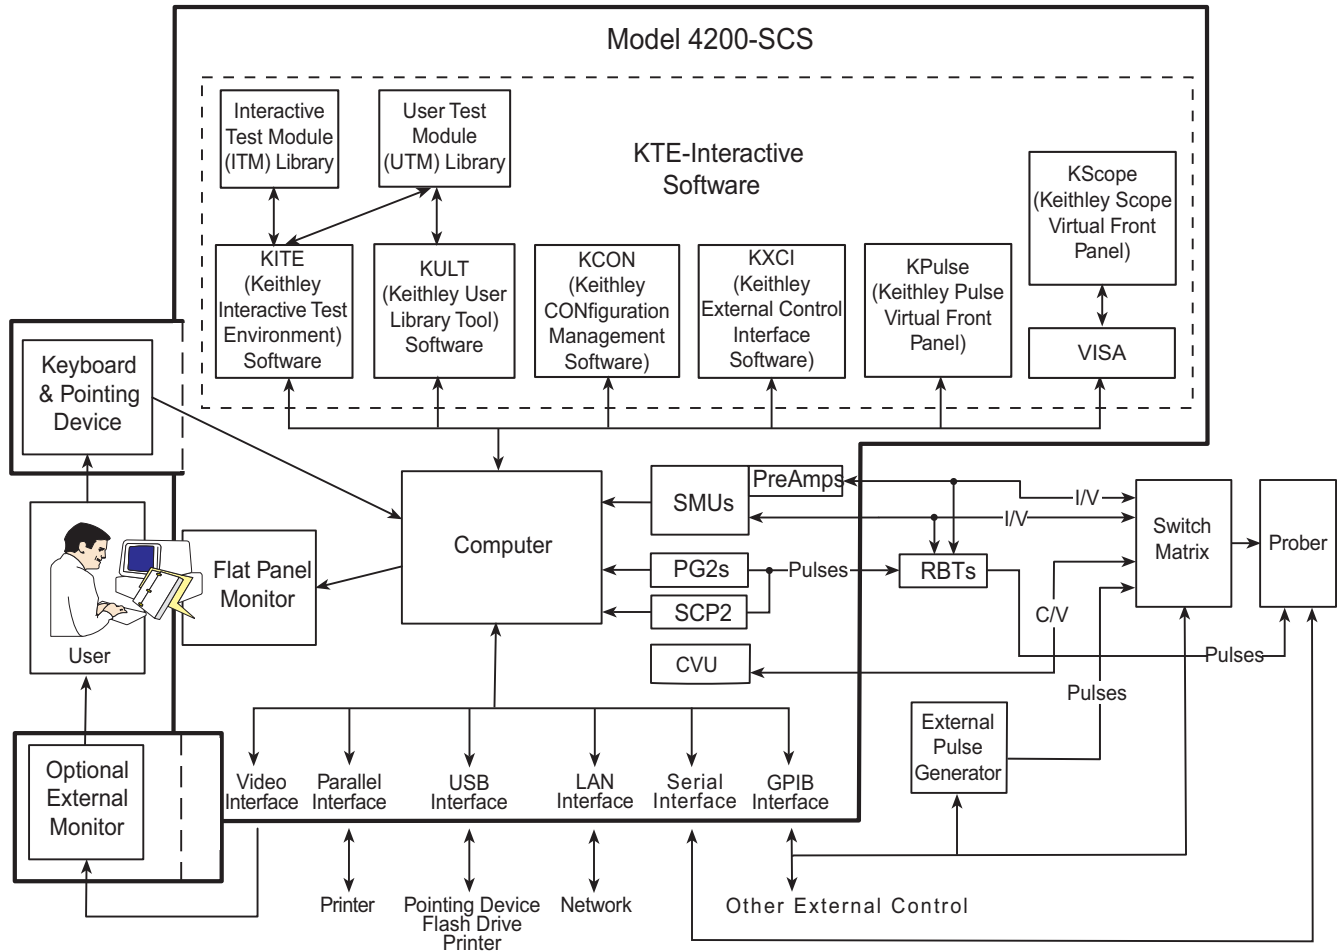 Model 4200-SCS
Interactive
Test Module
(ITM) Library
User Test
Module
(UTM) Library
KTE-Interactive
Software
KScope
(Keithley Scope
Virtual Front
Panel)
KITE
(Keithley
Interactive Test
Environment)
Software
KULT
(Keithley User
Library Tool)
Software
KCON
(Keithley
CONfiguration
Management
Software)
KXCI
(Keithley
External Control
Interface
Software)
KPulse
(Keithley Pulse
Virtual Front
Panel)
VISA
Keyboard
& Pointing
Device
Computer
SMUs
PreAmps
I/V
I/V
Switch
Matrix
Prober
PG2s
Pulses
RBTs
SCP2
C/V
CVU
Pulses
Pulses
User
Flat Panel
Monitor
External
Pulse
Generator
Optional
External
Monitor
Video
Interface
Parallel
Interface
USB
Interface
LAN
Interface
Serial
Interface
GPIB
Interface
Printer
Pointing Device
Flash Drive
Printer
Network
Other External Control